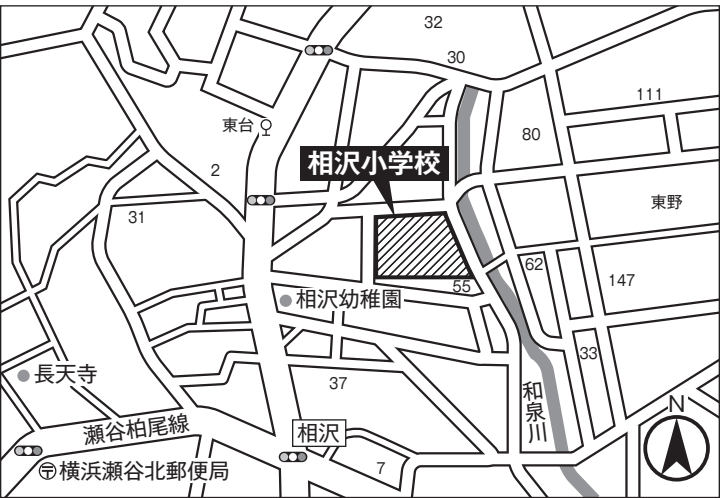 32
30
111
東台
80
相沢小学校
2
東野
31
62
147
55
相沢幼稚園
33
長天寺
37
和泉川
N
瀬谷柏尾線
相沢
7
〒横浜瀬谷北郵便局